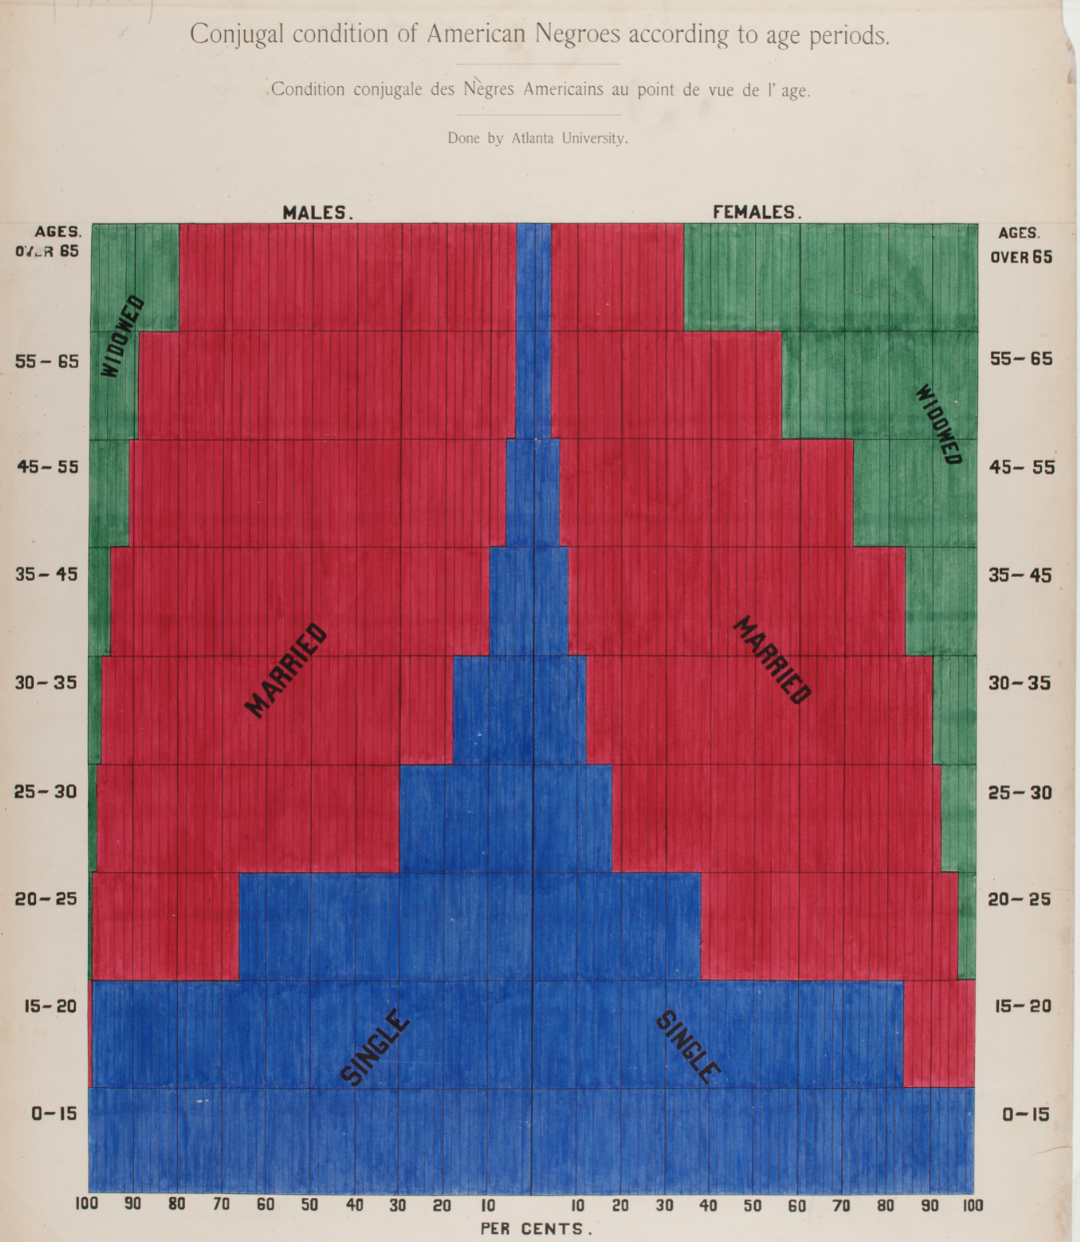 Conjugal condition of American Negroes according to age periods.
Condition conjugale des Nègres Americains au point de vue de l' age.
Done by Atlanta University.
MALES.
FEMALES.
AGES.
OVER 65
55-65
45-55
35-45
30-35
25-30
20-25
15-20
0-15
WIDOWED
MARRIED
SINGLE
WIDOWED
MARRIED
SINGLE
AGES.
OVER 65
55-65
45-55
35-45
30-35
25-30
20-25
15-20
0-15
100 90 80 70 60 50 40 30 20 10 10 20 30 40 50 60 70 80 90 100
PER CENTS.